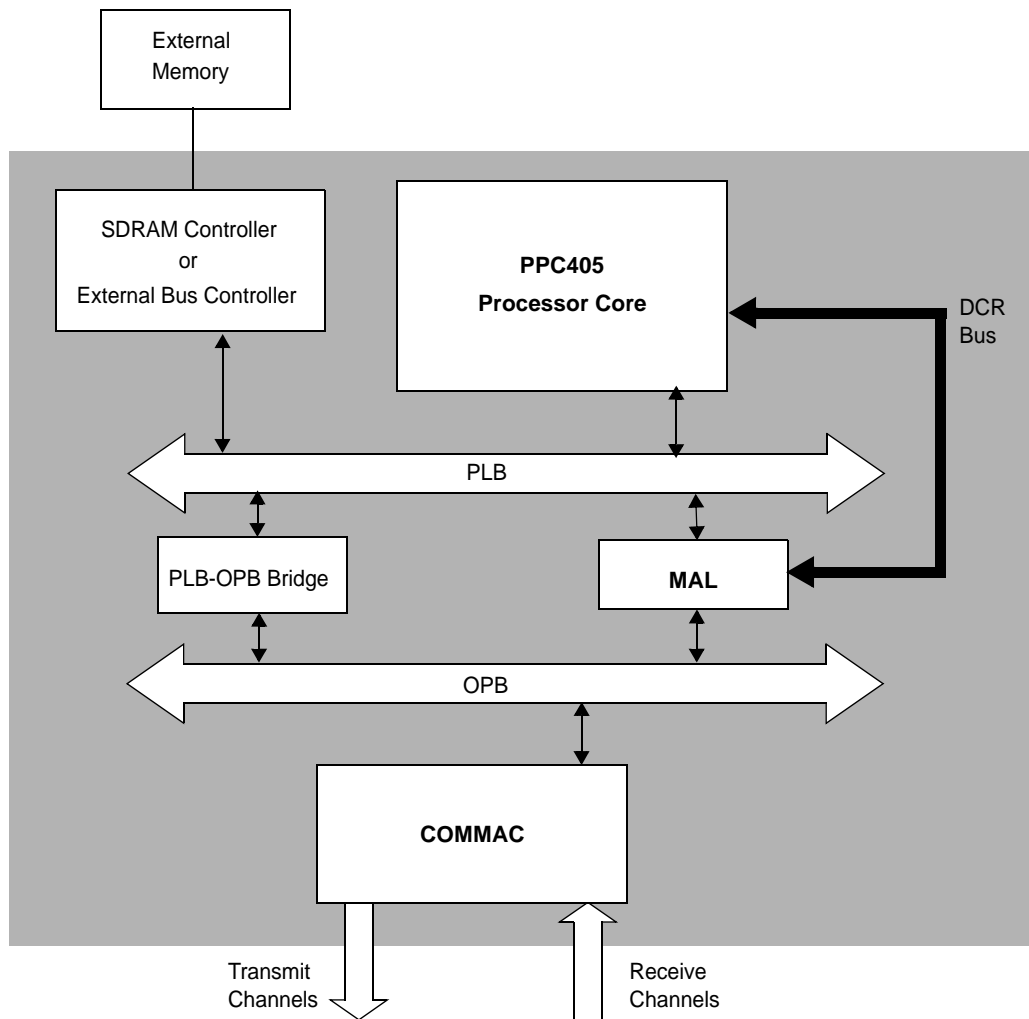 External
Memory
SDRAM Controller
or
External Bus Controller
PPC405
Processor Core
DCR
Bus
PLB
PLB-OPB Bridge
MAL
OPB
COMMAC
Transmit
Channels
Receive
Channels